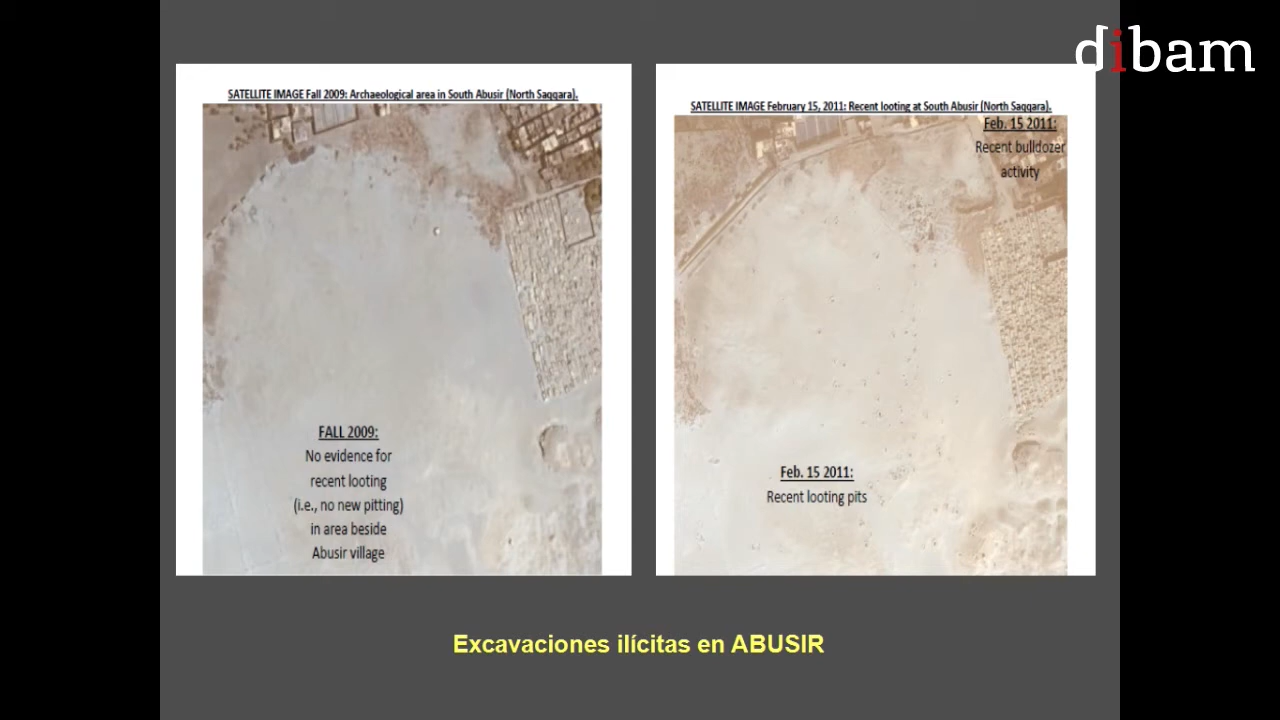 dibam
SATELLITE IMAGE Fall 2009: Archaeological area in South Abusir (North Saqqara).
FALL 2009:
No evidence for
recent looting
(i.e., no new pitting)
in area beside
Abusir village
SATELLITE IMAGE February 15, 2011: Recent looting at South Abusir (North Saqqara).
Feb. 15 2011:
Recent bulldozer
activity
Feb. 15 2011:
Recent looting pits
Excavaciones ilícitas en ABUSIR